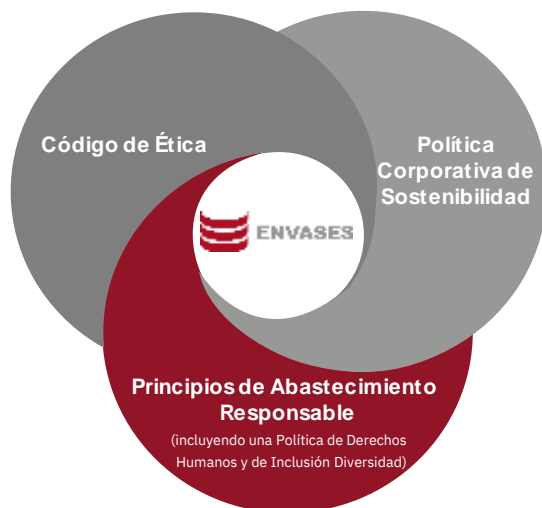 Código de Ética
Política
Corporativa de
Sostenibilidad
ENVASES
Principios de Abastecimiento
Responsable
(incluyendo una Política de Derechos
Humanos y de Inclusión Diversidad)